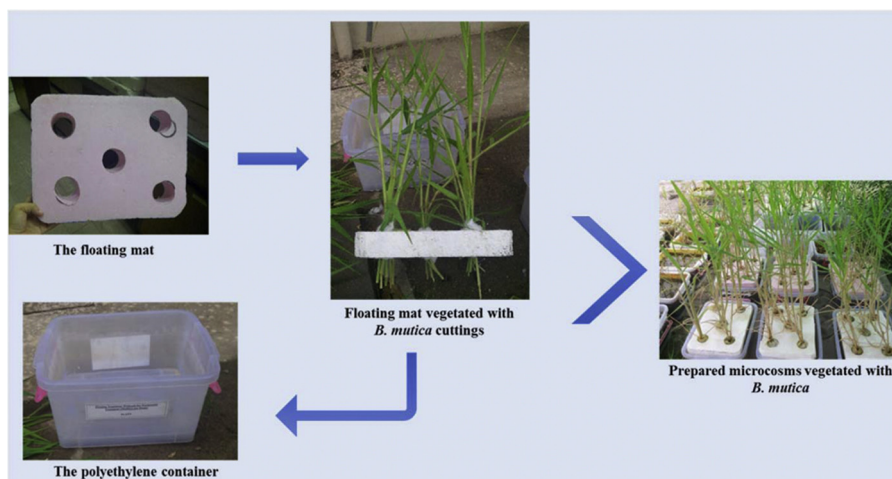 The floating mat
Floating mat vegetated with
B. mutica cuttings
Prepared microcosms vegetated with
B. mutica
The polyethylene container